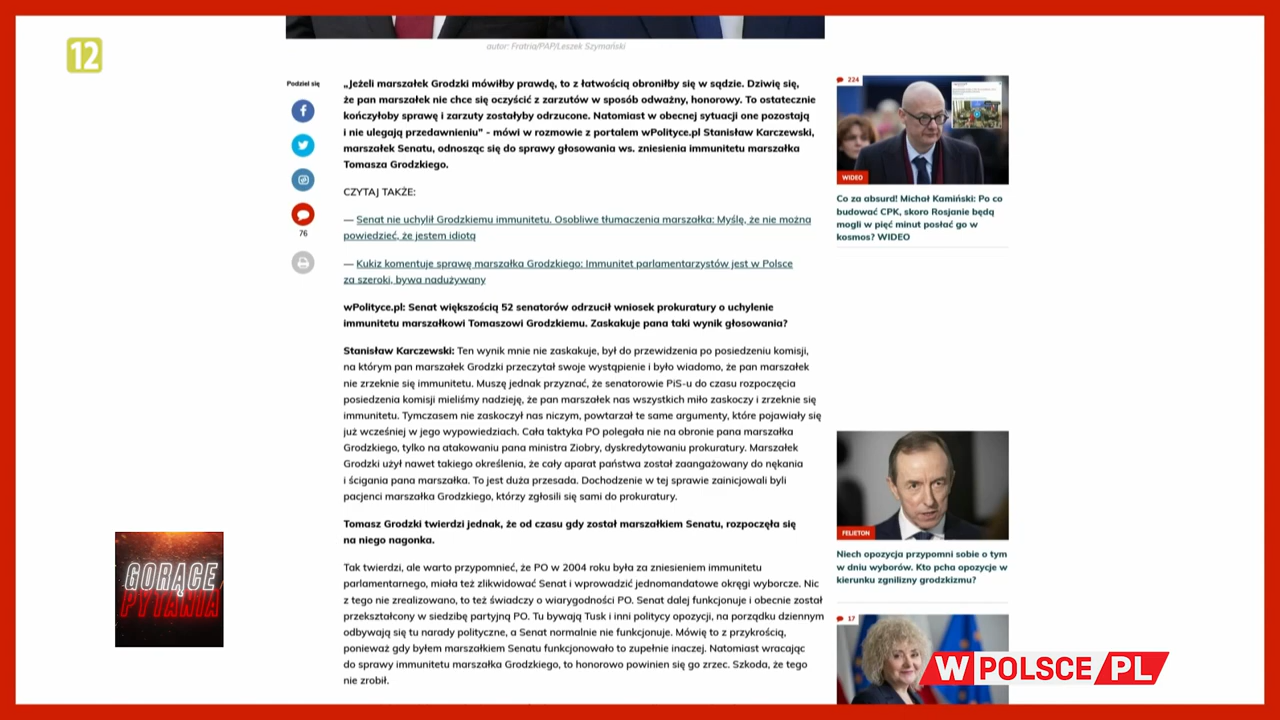 12
autor: Fratria/PAP/Leszek Szymański
Podziel się
„Jeżeli marszałek Grodzki mówiłby prawdę, to z łatwością obroniłby się w sądzie. Dziwię się,
że pan marszałek nie chce się oczyścić z zarzutów w sposób odważny, honorowy. To ostatecznie
kończyłoby sprawę i zarzuty zostałyby odrzucone. Natomiast w obecnej sytuacji one pozostają
i nie ulegają przedawnieniu" - mówi w rozmowie z portalem wPolityce.pl Stanisław Karczewski,
marszałek Senatu, odnosząc się do sprawy głosowania ws. zniesienia immunitetu marszałka
Tomasza Grodzkiego.
CZYTAJ TAKŻE:
— Senat nie uchylił Grodzkiemu immunitetu. Osobliwe tłumaczenia marszałka: Myślę, że nie można
powiedzieć, że jestem idiotą
76
— Kukiz komentuje sprawę marszałka Grodzkiego: Immunitet parlamentarzystów jest w Polsce
za szeroki, bywa nadużywany
wPolityce.pl: Senat większością 52 senatorów odrzucił wniosek prokuratury o uchylenie
immunitetu marszałkowi Tomaszowi Grodzkiemu. Zaskakuje pana taki wynik głosowania?
Stanisław Karczewski: Ten wynik mnie nie zaskakuje, był do przewidzenia po posiedzeniu komisji,
na którym pan marszałek Grodzki przeczytał swoje wystąpienie i było wiadomo, że pan marszałek
nie zrzeknie się immunitetu. Muszę jednak przyznać, że senatorowie PiS-u do czasu rozpoczęcia
posiedzenia komisji mieliśmy nadzieję, że pan marszałek nas wszystkich miło zaskoczy i zrzeknie się
immunitetu. Tymczasem nie zaskoczył nas niczym, powtarzał te same argumenty, które pojawiały się
już wcześniej w jego wypowiedziach. Cała taktyka PO polegała nie na obronie pana marszałka
Grodzkiego, tylko na atakowaniu pana ministra Ziobry, dyskredytowaniu prokuratury. Marszałek
Grodzki użył nawet takiego określenia, że cały aparat państwa został zaangażowany do nękania
i ścigania pana marszałka. To jest duża przesada. Dochodzenie w tej sprawie zainicjowali byli
pacjenci marszałka Grodzkiego, którzy zgłosili się sami do prokuratury.
Tomasz Grodzki twierdzi jednak, że od czasu gdy został marszałkiem Senatu, rozpoczęła się
na niego nagonka.
Tak twierdzi, ale warto przypomnieć, że PO w 2004 roku była za zniesieniem immunitetu
parlamentarnego, miała też zlikwidować Senat i wprowadzić jednomandatowe okręgi wyborcze. Nic
z tego nie zrealizowano, to też świadczy o wiarygodności PO. Senat dalej funkcjonuje i obecnie został
przekształcony w siedzibę partyjną PO. Tu bywają Tusk i inni politycy opozycji, na porządku dziennym
odbywają się tu narady polityczne, a Senat normalnie nie funkcjonuje. Mówię to z przykrością,
ponieważ gdy byłem marszałkiem Senatu funkcjonowało to zupełnie inaczej. Natomiast wracając
do sprawy immunitetu marszałka Grodzkiego, to honorowo powinien się go zrzec. Szkoda, że tego
nie zrobił.
224
WIDEO
Co za absurd! Michał Kamiński: Po co
budować CPK, skoro Rosjanie będą
mogli w pięć minut posłać go w
kosmos? WIDEO
FELIETON
Niech opozycja przypomni sobie o tym
w dniu wyborów. Kto pcha opozycje w
kierunku zgnilizny grodzkizmu?
17
GORĄCE
PYTANIA
WPOLSCE.PL